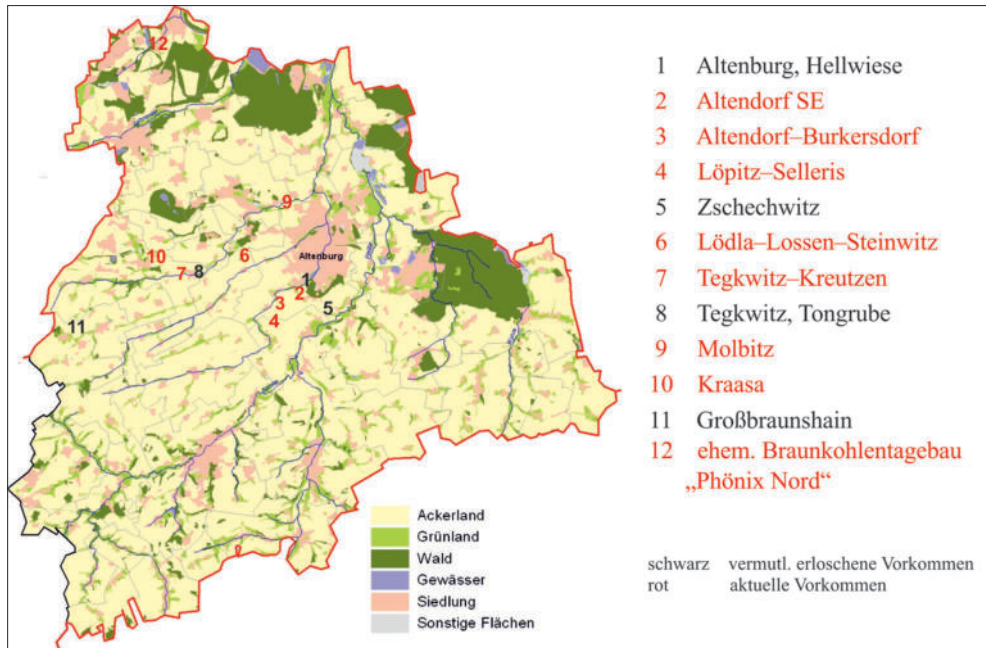 12
9
10
6
7
8
Altenburg
1
2
3
5
4
11
Ackerland
Grünland
Wald
Gewässer
Siedlung
Sonstige Flächen
1 Altenburg, Hellwiese
2 Altendorf SE
3 Altendorf–Burkersdorf
4 Löpitz–Selleris
5 Zschechwitz
6 Lödla–Lossen–Steinwitz
7 Tegkwitz–Kreutzen
8 Tegkwitz, Tongrube
9 Molbitz
10 Kraasa
11 Großbraunshain
12 ehem. Braunkohlentagebau
„Phönix Nord“
schwarz vermutl. erloschene Vorkommen
rot aktuelle Vorkommen